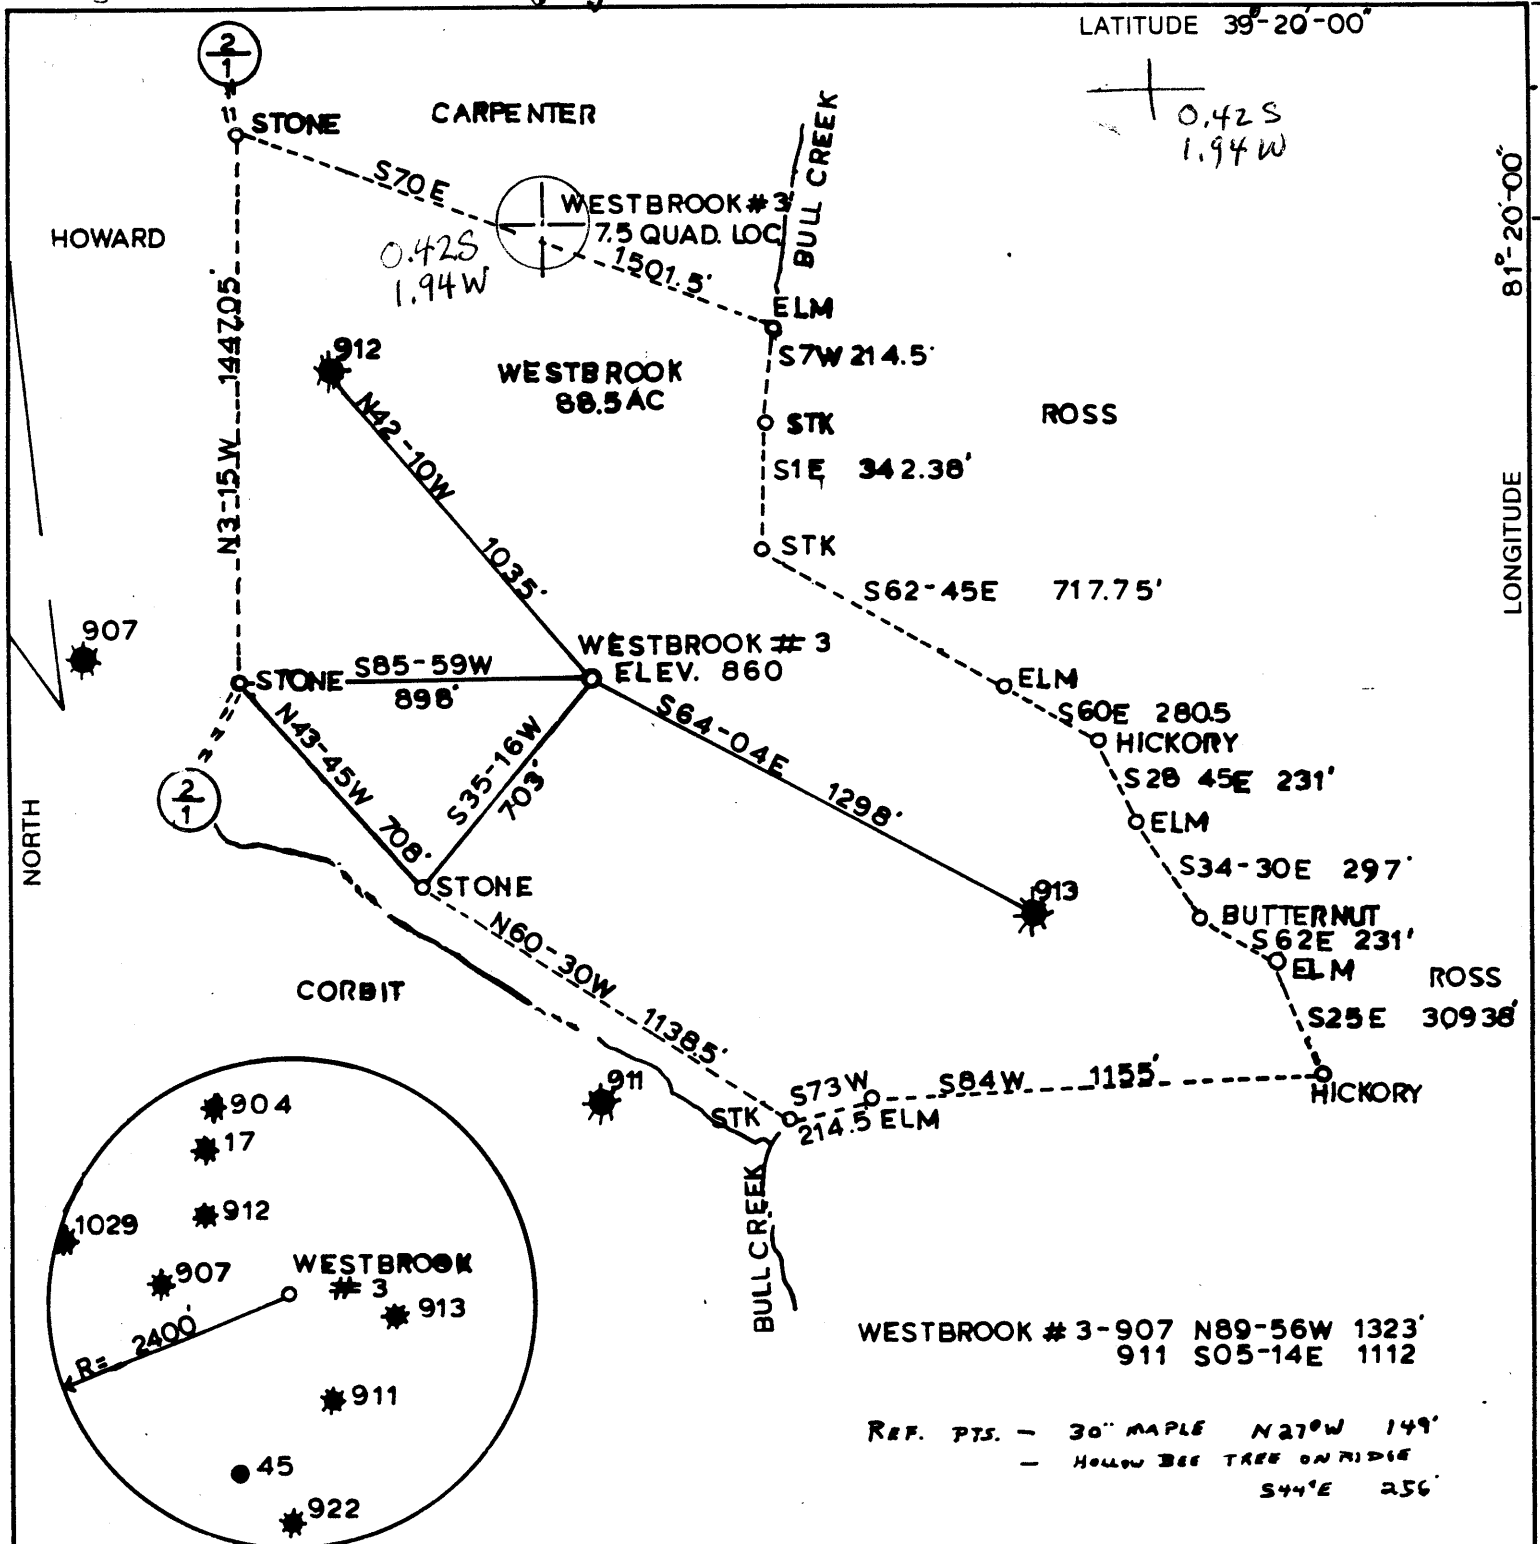 LATITUDE 39°-20'-00"
2
1
STONE
CARPENTER
BULL CREEK
0.42 S
1.94 W
S70E
WESTBROOK # 3
7.5 QUAD. LOC
81°-20'-00"
HOWARD
0.42S
1.94W
1501.5'
ELM
N3-15W 1447.05'
912
S7W 214.5'
WESTBROOK
88.5 AC
STK
ROSS
N42-10W
1035'
S1E 342.38'
STK
LONGITUDE
S62-45E 717.75'
907
WESTBROOK # 3
ELEV. 860
STONE
S85-59W
898'
ELM
S60E 280.5
HICKORY
N43-45W 708'
S35-16W
703'
S64-04E 1298'
S28 45E 231'
2
1
ELM
NORTH
S34-30E 297'
STONE
913
BUTTERNUT
S62E 231'
N60-30W 1138.5'
ELM
ROSS
CORBIT
S25E 309.38'
911
STK
S73W
214.5
ELM
S84W 1155'
HICKORY
BULL CREEK
904
17
912
1029
907
WESTBROOK
# 3
913
R= 2400'
911
45
922
WESTBROOK # 3-907 N89-56W 1323'
911 S05-14E 1112
REF. PTS. - 30" MAPLE N27°W 149'
- HOLLOW BEE TREE ON RIDGE
S44°E 256'